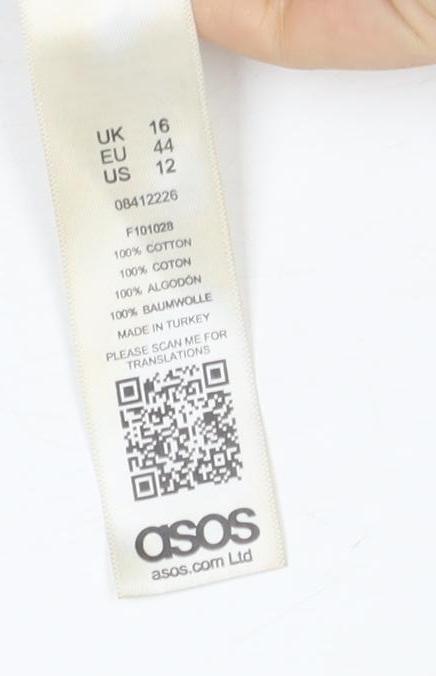 UK 16
EU 44
US 12
08412226
F101028
100% COTTON
100% COTON
100% ALGODÓN
100% BAUMWOLLE
MADE IN TURKEY
PLEASE SCAN ME FOR
TRANSLATIONS
asos
asos.com Ltd